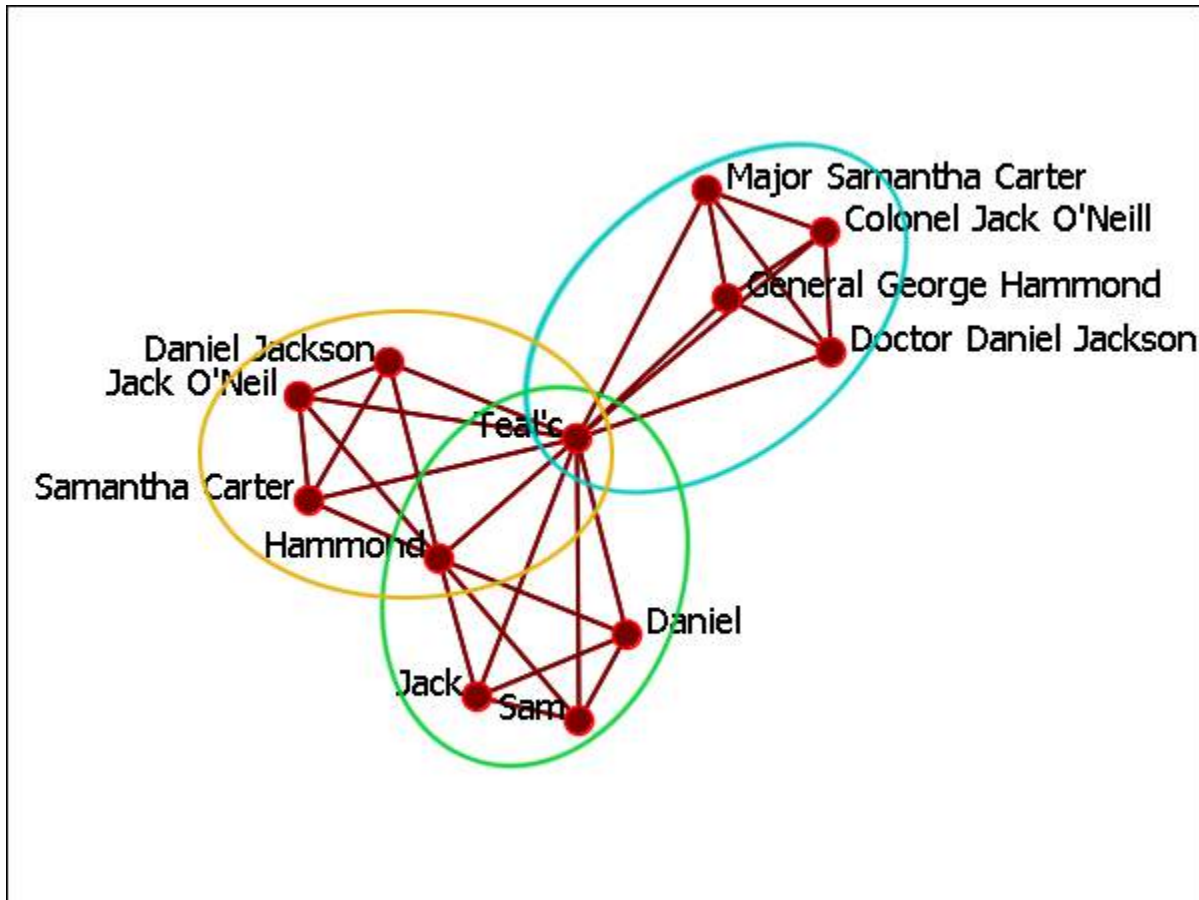 Major Samantha Carter
Colonel Jack O'Neill
General George Hammond
Doctor Daniel Jackson
Daniel Jackson
Jack O'Neil
Teal'c
Samantha Carter
Hammond
Daniel
Jack
Sam